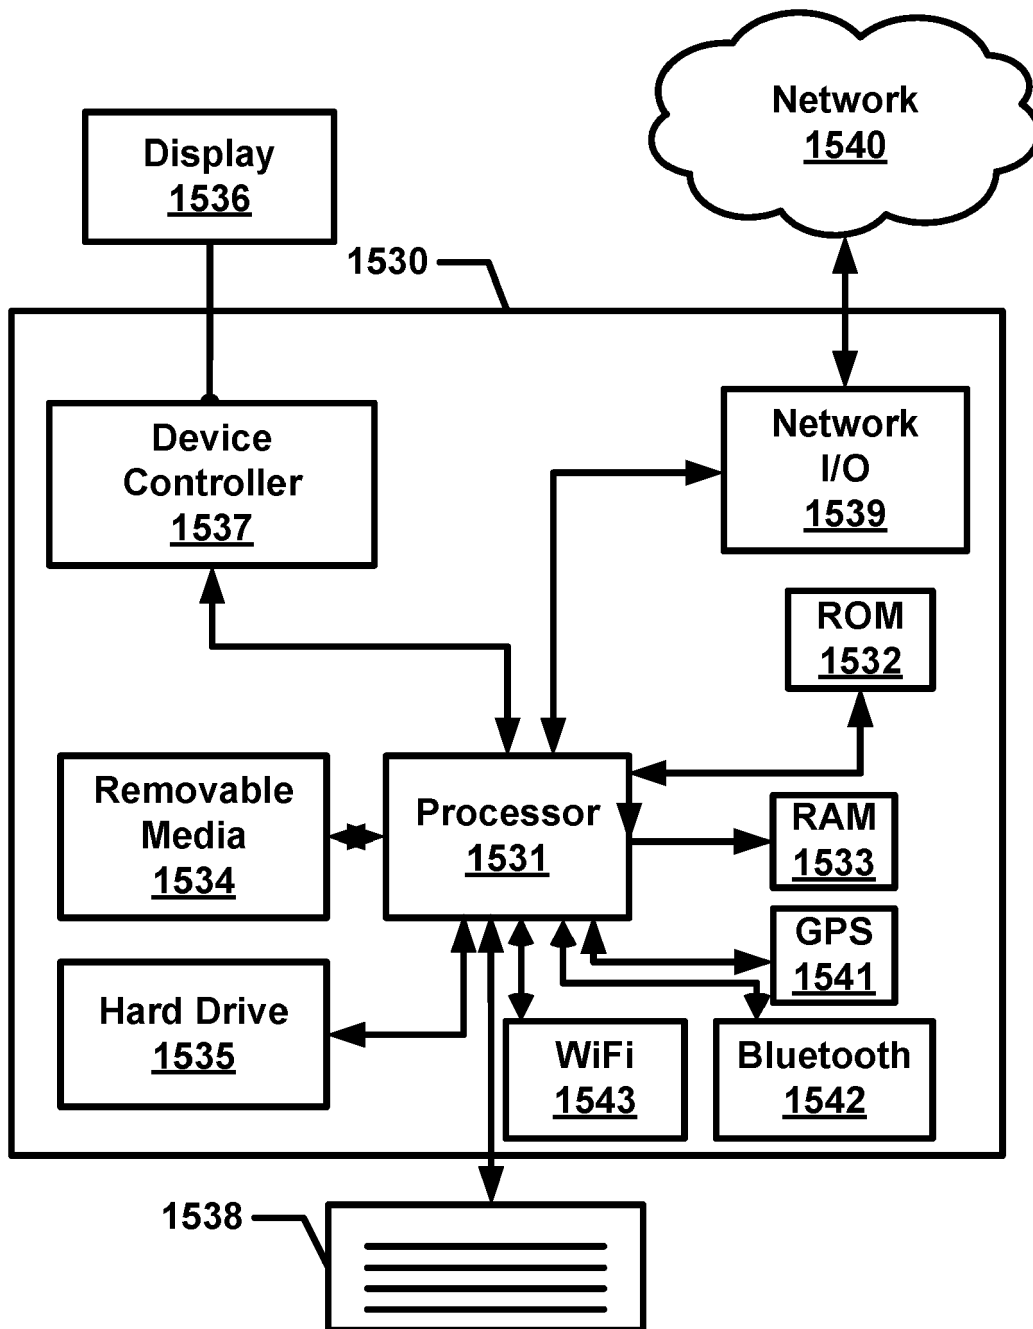 Network
1540
Display
1536
1530
Device
Controller
1537
Network
I/O
1539
ROM
1532
Removable
Media
1534
Processor
1531
RAM
1533
GPS
1541
Hard Drive
1535
WiFi
1543
Bluetooth
1542
1538